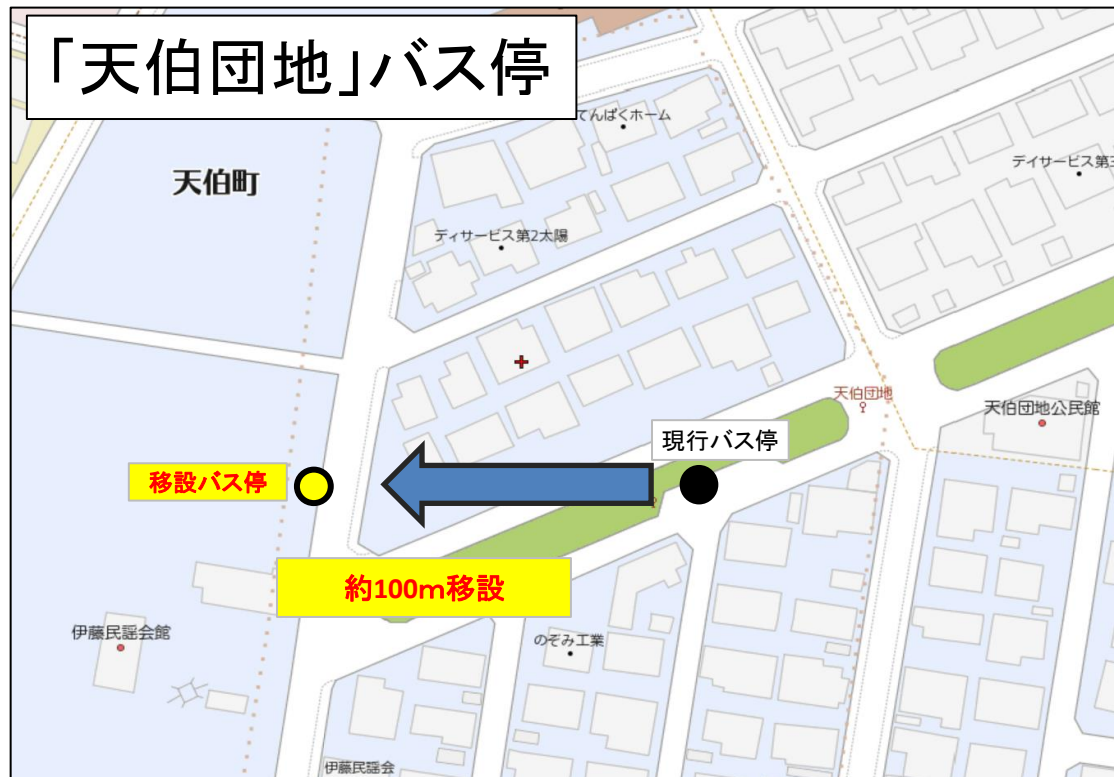 「天伯団地」バス停
てんぱくホーム
デイサービス第3
天伯町
ディサービス第2太陽
天伯団地
天伯団地公民館
現行バス停
移設バス停
約100m移設
伊藤民謡会館
のぞみ工業
伊藤民謡会